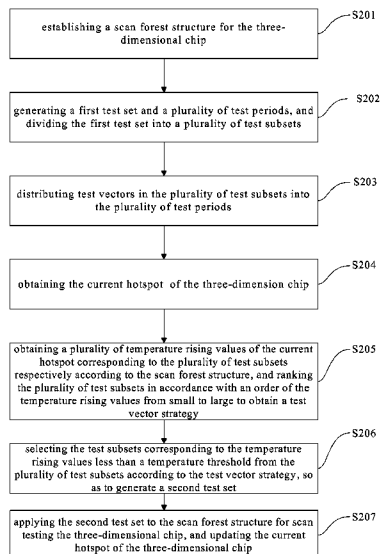 establishing a scan forest structure for the three-
dimensional chip
S201
generating a first test set and a plurality of test periods, and
dividing the first test set into a plurality of test subsets
S202
distributing test vectors in the plurality of test subsets into
the plurality of test periods
S203
obtaining the current hotspot of the three-dimension chip
S204
obtaining a plurality of temperature rising values of the current
hotspot corresponding to the plurality of test subsets
respectively according to the scan forest structure, and ranking
the plurality of test subsets in accordance with an order of the
temperature rising values from small to large to obtain a test
vector strategy
S205
selecting the test subsets corresponding to the temperature
rising values less than a temperature threshold from the
plurality of test subsets according to the test vector strategy, so
as to generate a second test set
S206
applying the second test set to the scan forest structure for scan
testing the three-dimensional chip, and updating the current
hotspot of the three-dimensional chip
S207